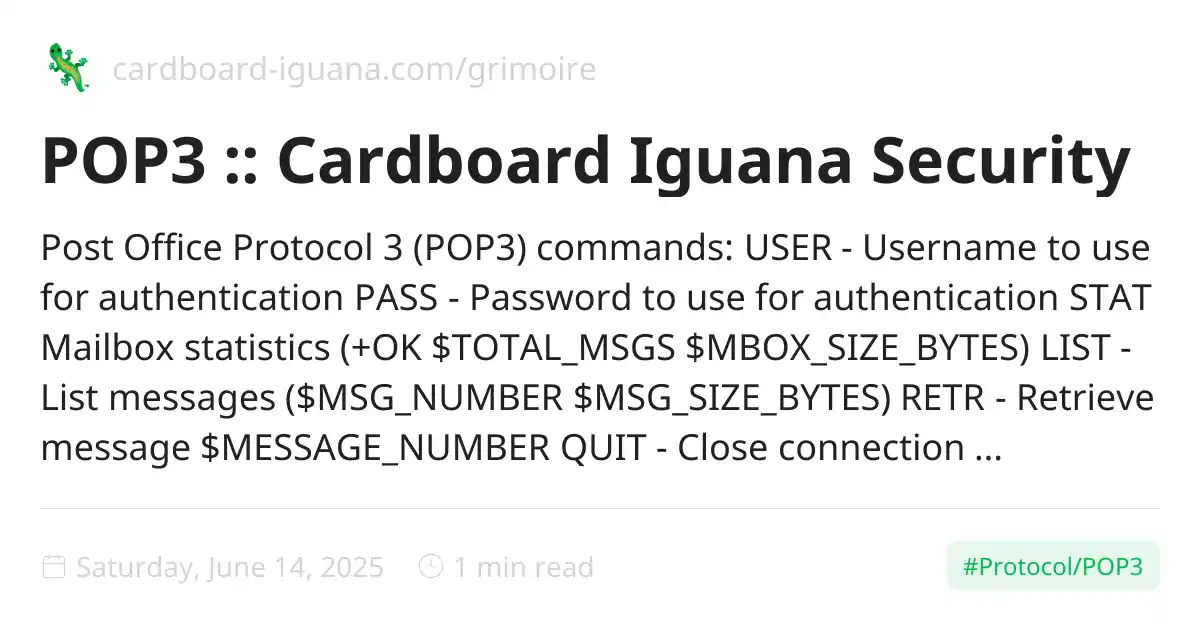 cardboard-iguana.com/grimoire
POP3 :: Cardboard Iguana Security
Post Office Protocol 3 (POP3) commands: USER - Username to use
for authentication PASS - Password to use for authentication STAT
Mailbox statistics (+OK $TOTAL_MSGS $MBOX_SIZE_BYTES) LIST -
List messages ($MSG_NUMBER $MSG_SIZE_BYTES) RETR - Retrieve
message $MESSAGE_NUMBER QUIT - Close connection ...
Saturday, June 14, 2025 1 min read #Protocol/POP3